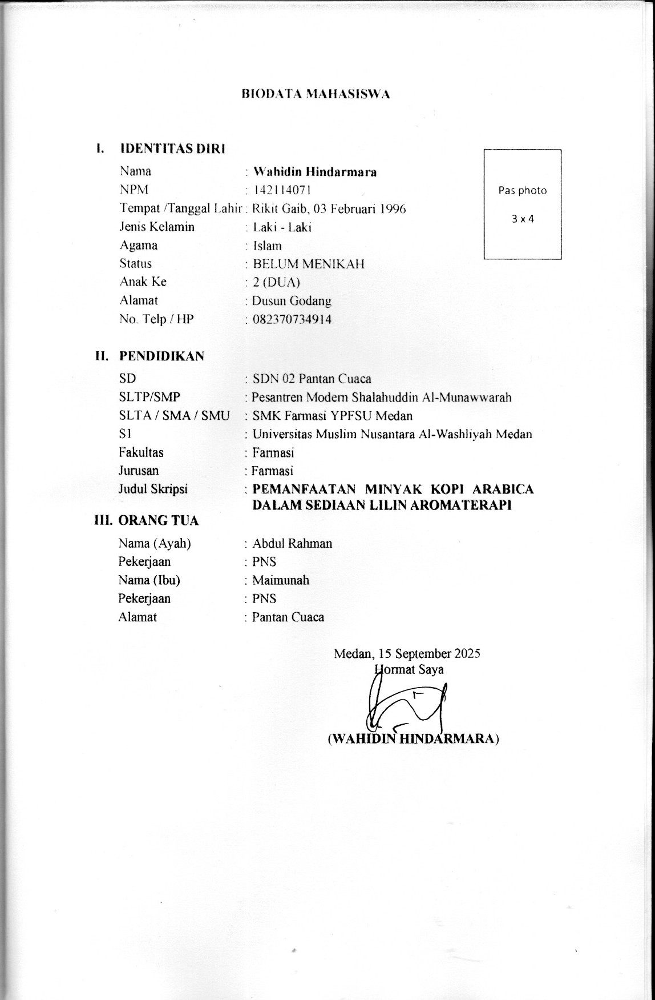 BIODATA MAHASISWA
I. IDENTITAS DIRI
Nama : Wahidin Hindarmara
NPM : 142114071
Tempat /Tanggal Lahir : Rikit Gaib, 03 Februari 1996
Jenis Kelamin : Laki - Laki
Agama : Islam
Status : BELUM MENIKAH
Anak Ke : 2 (DUA)
Alamat : Dusun Godang
No. Telp / HP : 082370734914
Pas photo
3 x 4
II. PENDIDIKAN
SD : SDN 02 Pantan Cuaca
SLTP/SMP : Pesantren Modern Shalahuddin Al-Munawwarah
SLTA / SMA / SMU : SMK Farmasi YPFSU Medan
S1 : Universitas Muslim Nusantara Al-Washliyah Medan
Fakultas : Farmasi
Jurusan : Farmasi
Judul Skripsi : PEMANFAATAN MINYAK KOPI ARABICA
DALAM SEDIAAN LILIN AROMATERAPI
III. ORANG TUA
Nama (Ayah) : Abdul Rahman
Pekerjaan : PNS
Nama (Ibu) : Maimunah
Pekerjaan : PNS
Alamat : Pantan Cuaca
Medan, 15 September 2025
Hormat Saya
(WAHIDIN HINDARMARA)